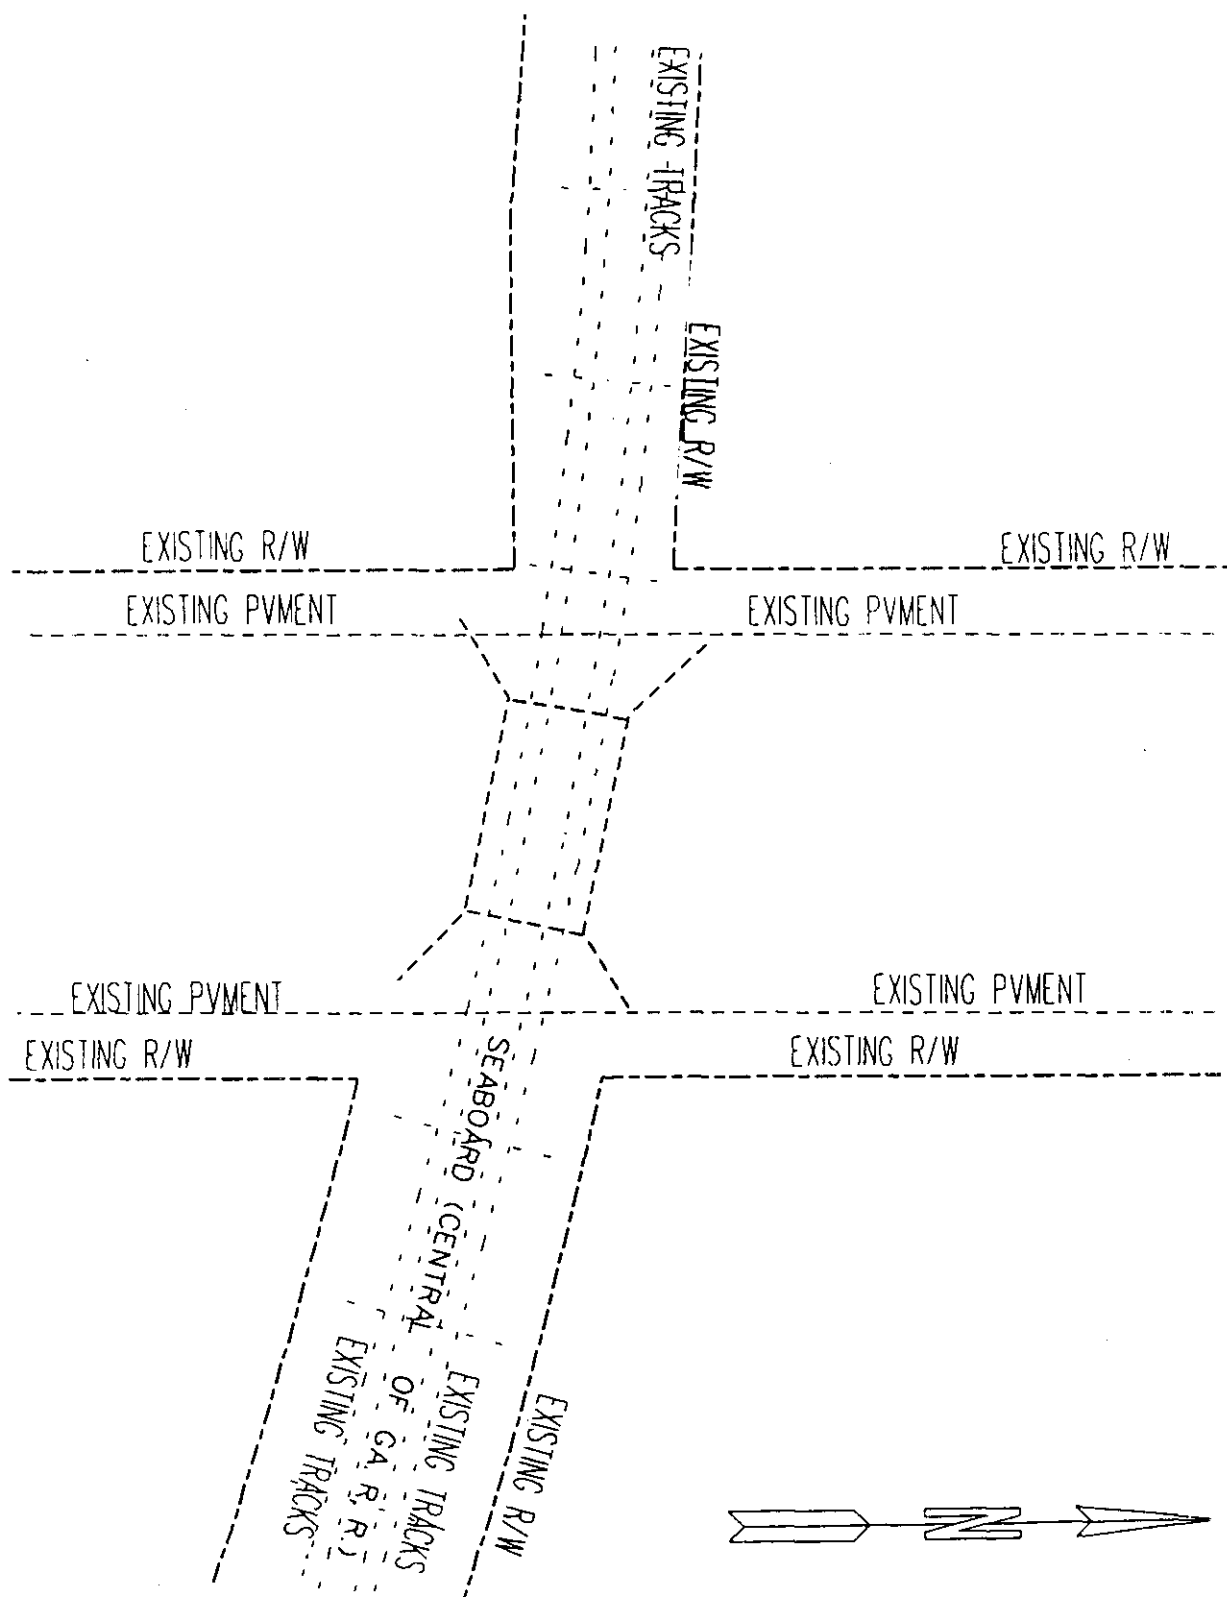 EXISTING TRACKS
EXISTING R/W
EXISTING R/W
EXISTING R/W
EXISTING PVMENT
EXISTING PVMENT
EXISTING PVMENT
EXISTING PVMENT
EXISTING R/W
EXISTING R/W
SEABOARD (CENTRAL OF GA. R. R.)
EXISTING TRACKS
EXISTING TRACKS
EXISTING R/W
N